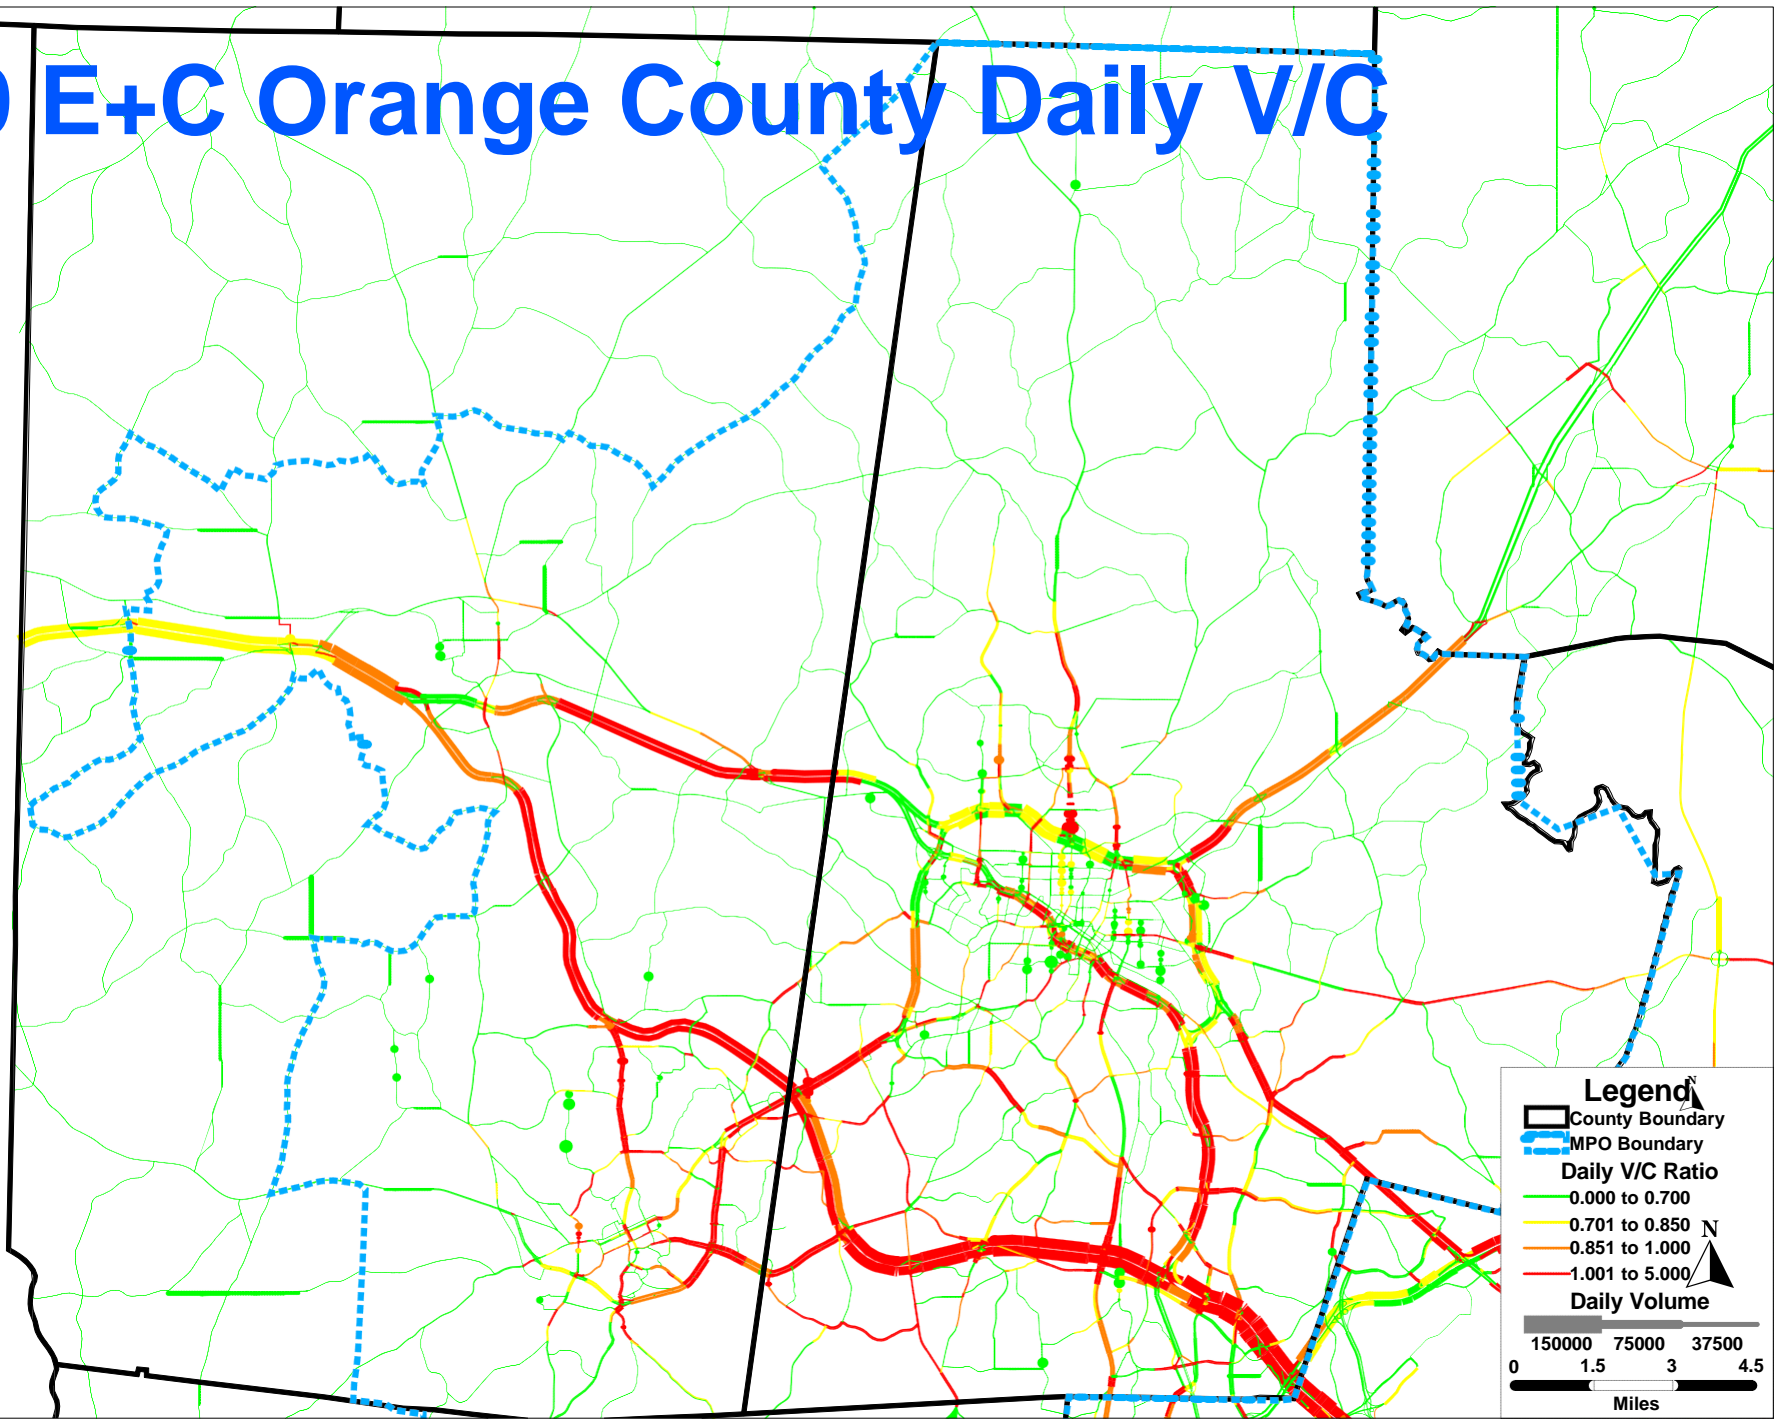 0 E+C Orange County Daily V/C
Legend
N
County Boundary
MPO Boundary
Daily V/C Ratio
0.000 to 0.700
0.701 to 0.850
N
0.851 to 1.000
1.001 to 5.000
Daily Volume
150000 75000 37500
0 1.5 3 4.5
Miles